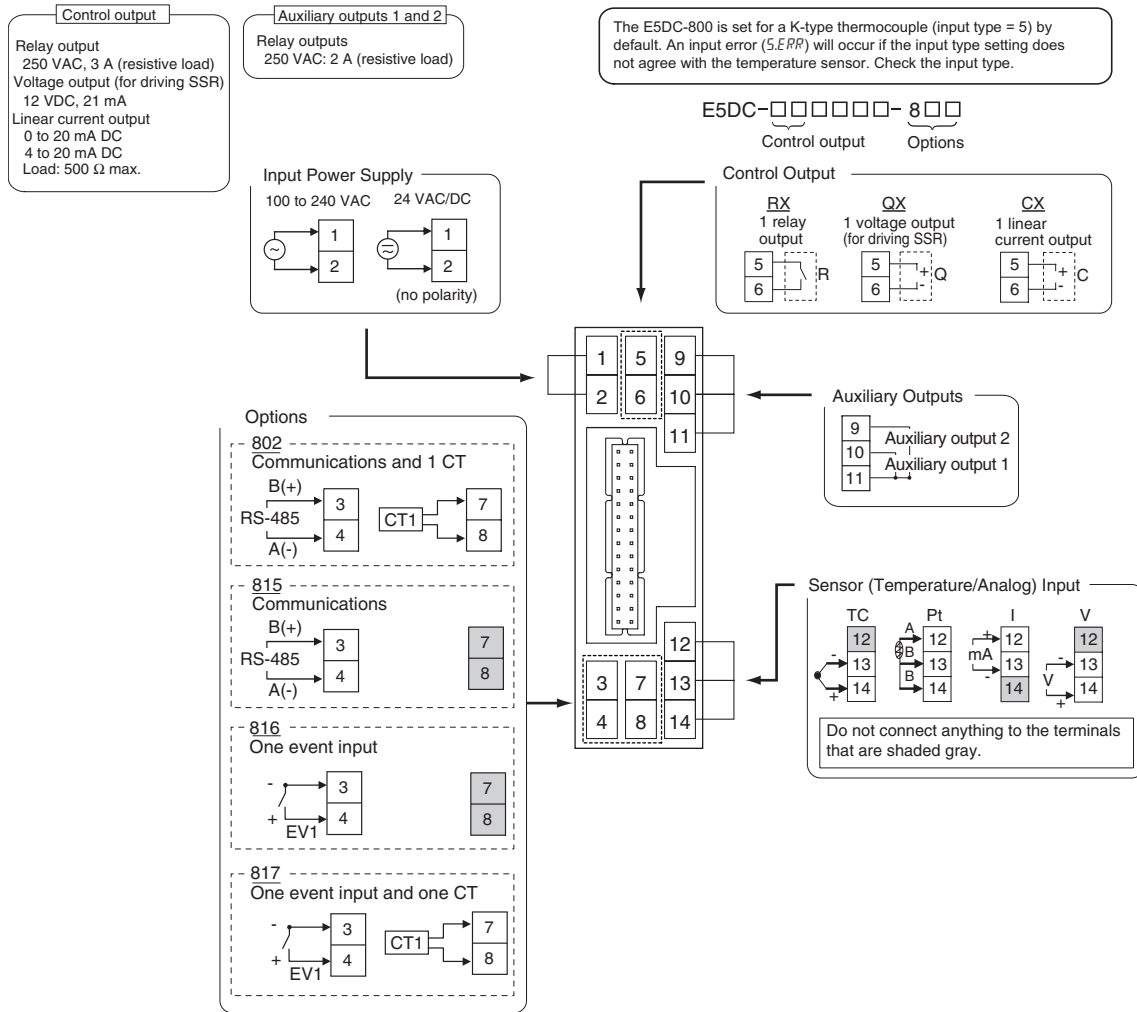 Control output
Relay output
250 VAC, 3 A (resistive load)
Voltage output (for driving SSR)
12 VDC, 21 mA
Linear current output
0 to 20 mA DC
4 to 20 mA DC
Load: 500 Ω max.
Auxiliary outputs 1 and 2
Relay outputs
250 VAC: 2 A (resistive load)
The E5DC-800 is set for a K-type thermocouple (input type = 5) by
default. An input error (S.ERR) will occur if the input type setting does
not agree with the temperature sensor. Check the input type.
E5DC-□□□□□□-8□□
Control output Options
Input Power Supply
100 to 240 VAC 24 VAC/DC
1 1
2 2
(no polarity)
Control Output
RX QX CX
1 relay output
1 voltage output (for driving SSR)
1 linear current output
5 5 5
R + Q + C
6 6 6
- -
1 5 9
2 6 10
11
Auxiliary Outputs
9
Auxiliary output 2
10
Auxiliary output 1
11
Options
802
Communications and 1 CT
B(+)
3 7
RS-485 CT1
4 8
A(-)
815
Communications
B(+)
3 7
RS-485
4 8
A(-)
816
One event input
- 3 7
+ 4 8
EV1
817
One event input and one CT
- 3 7
CT1
+ 4 8
EV1
12
3 7 13
4 8 14
Sensor (Temperature/Analog) Input
TC Pt I V
12 A 12 + 12 12
- 13 B 13 mA 13 - 13
V
+ 14 B 14 - 14 + 14
Do not connect anything to the terminals
that are shaded gray.